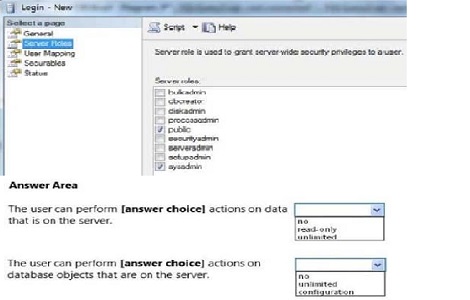 Login - New
Select a page
General
Server Roles
User Mapping
Securables
Status
Script
Help
Server role is used to grant server-wide security privileges to a user.
Server roles:
bulkadmin
dbcreator
diskadmin
processadmin
public
securityadmin
serveradmin
setupadmin
sysadmin
Answer Area
The user can perform [answer choice] actions on data
that is on the server.
no
read-only
unlimited
The user can perform [answer choice] actions on
database objects that are on the server.
no
unlimited
configuration